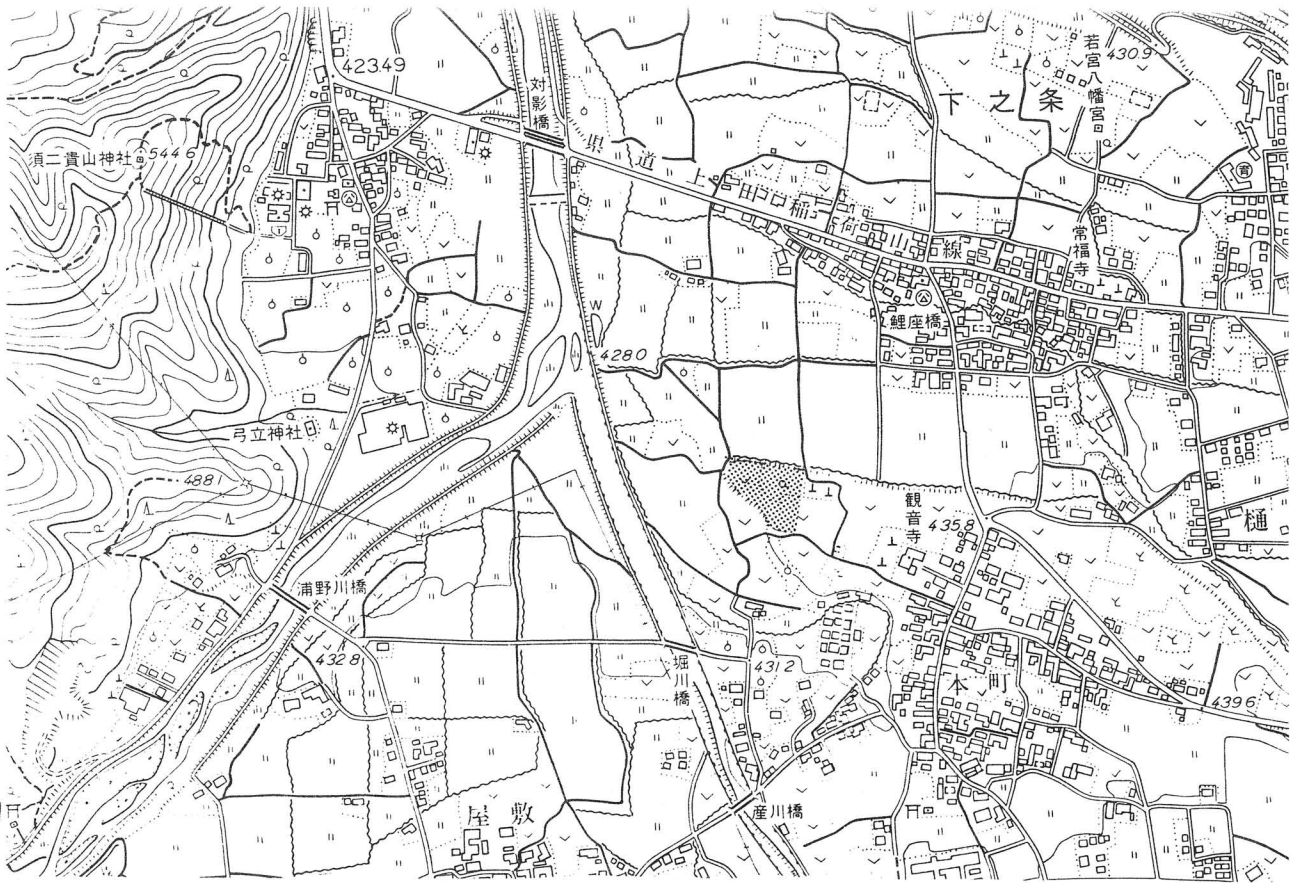 423.49
対影橋
若宮八幡宮
430.9
下之条
須二貴山神社
544.6
県道上田稲荷山線
常福寺
W
鯉座橋
428.0
弓立神社
488.1
観音寺
435.8
樋
浦野川橋
432.8
堀川橋
431.2
本町
439.6
屋敷
産川橋